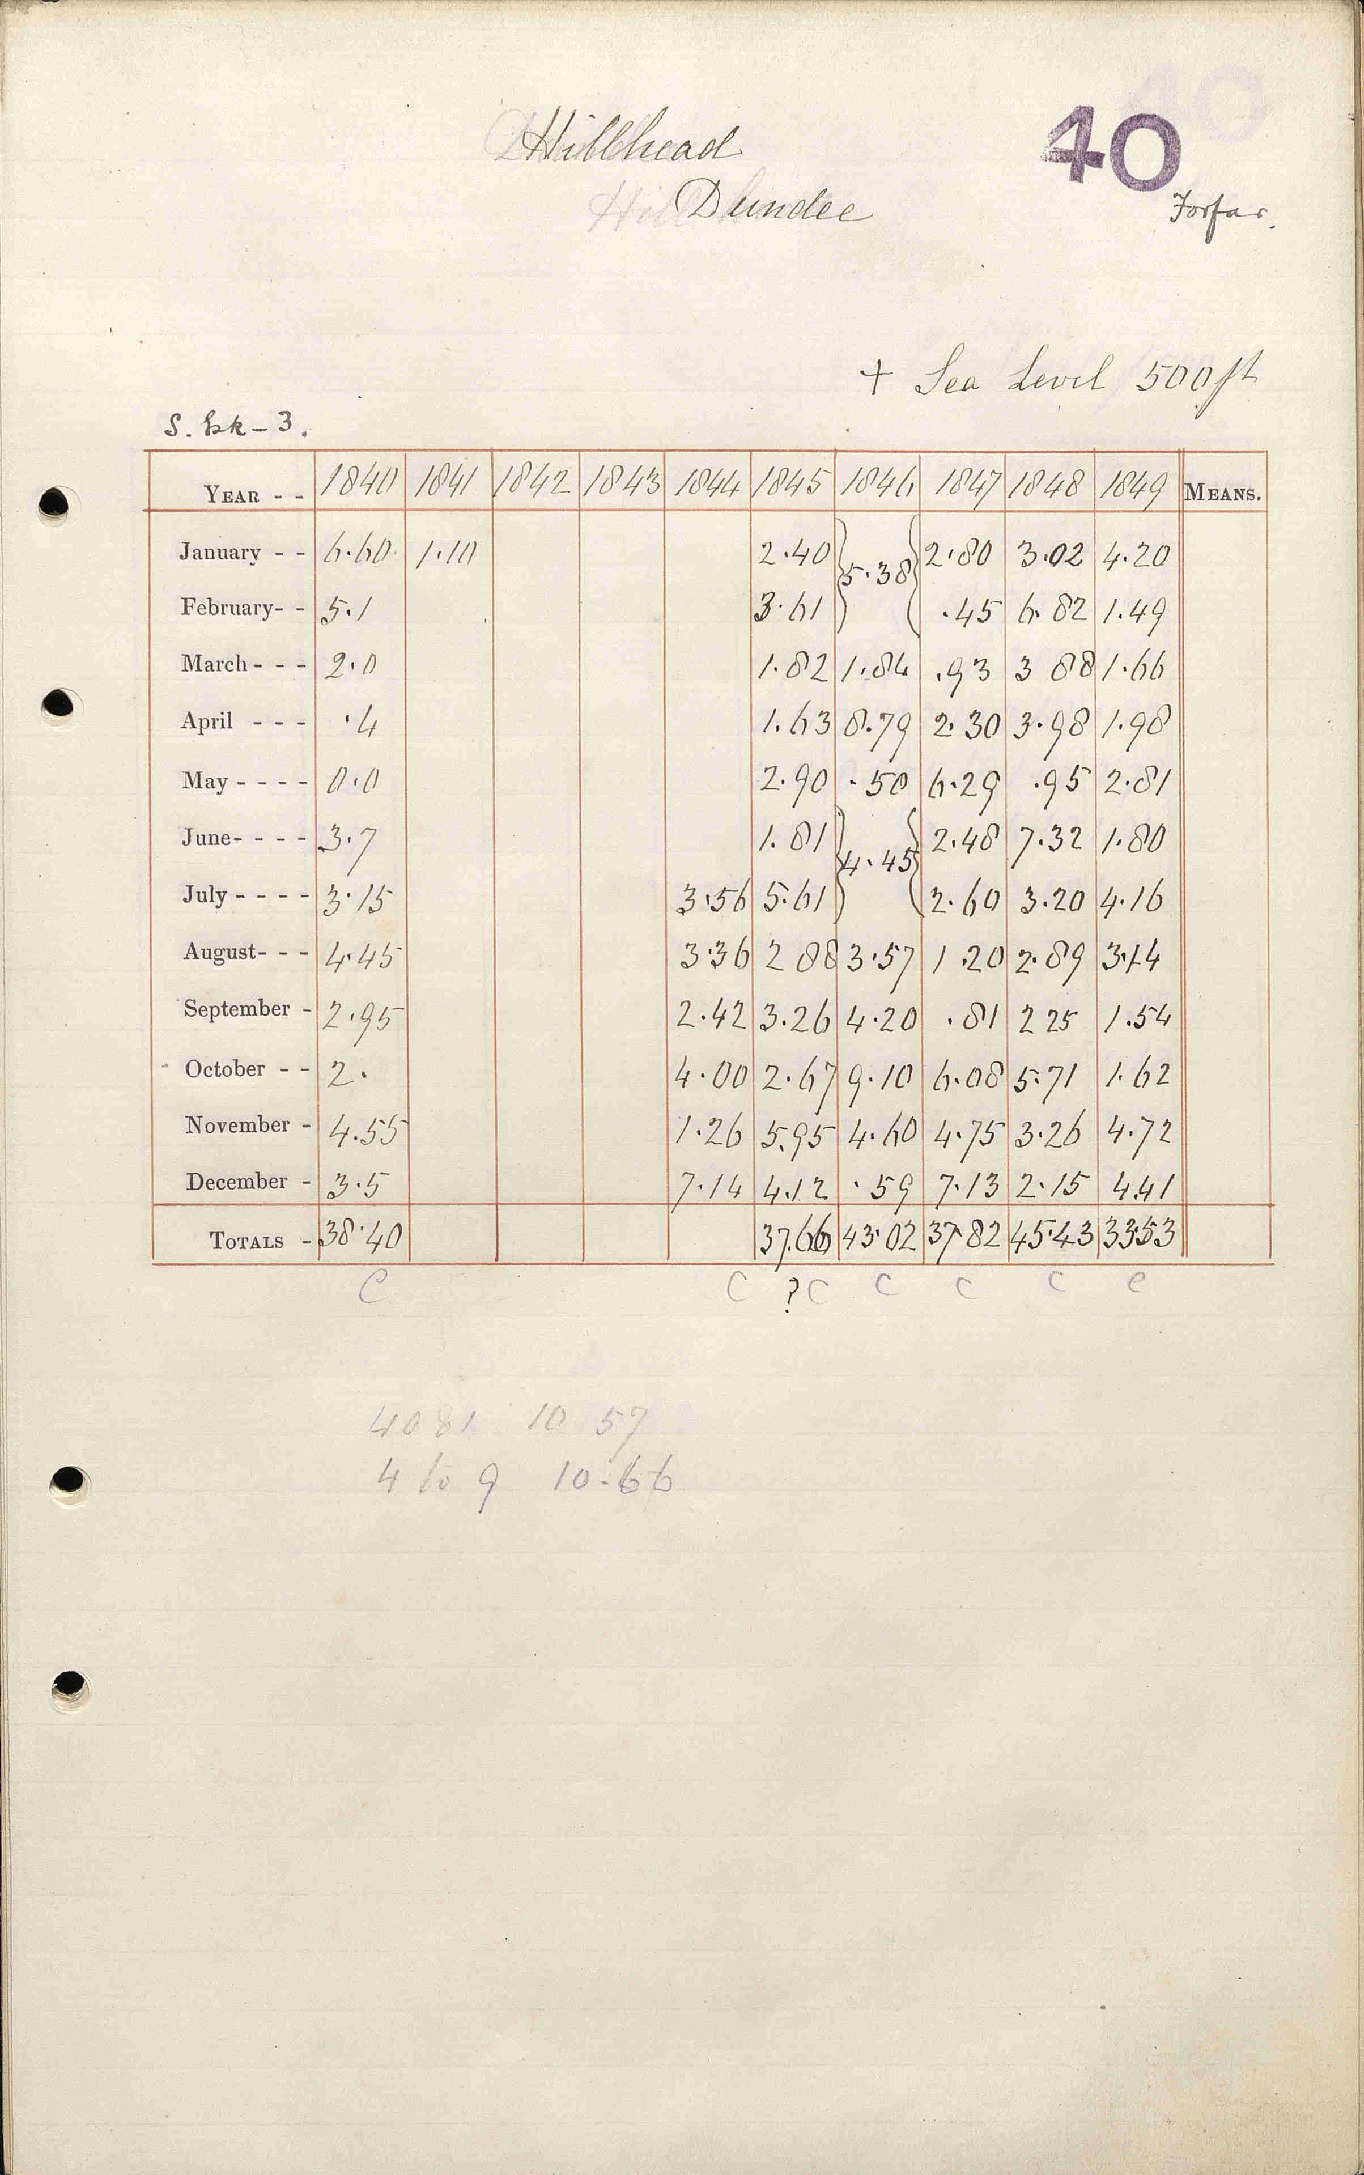 40
Hillhead
Dundee
Forfar.
+ Sea Level 500ft
S. Esk - 3.
YEAR - - 1840 1841 1842 1843 1844 1845 1846 1847 1848 1849 MEANS.
January - - 6.60 1.10 2.40 } 5.38 { 2.80 3.02 4.20
February- - 5.1 3.61 .45 6.82 1.49
March - - - 2.0 1.82 1.84 .93 3 88 1.66
April - - - .4 1.63 8.79 2.30 3.98 1.98
May - - - - 0.0 2.90 .50 6.29 .95 2.81
June- - - - 3.7 1.81 } 4.45 { 2.48 7.32 1.80
July - - - - 3.15 3.56 5.61 2.60 3.20 4.16
August- - - 4.45 3.36 2 88 3.57 1.20 2.89 3.14
September - 2.95 2.42 3.26 4.20 .81 2 25 1.54
October - - 2. 4.00 2.67 9.10 6.08 5.71 1.62
November - 4.55 1.26 5.95 4.60 4.75 3.26 4.72
December - 3.5 7.14 4.12 .59 7.13 2.15 4.41
TOTALS - 38.40 37.66 43.02 37.82 45.43 33.53
C C ?C C C C C
4081 10 57
4 to 9 10.66